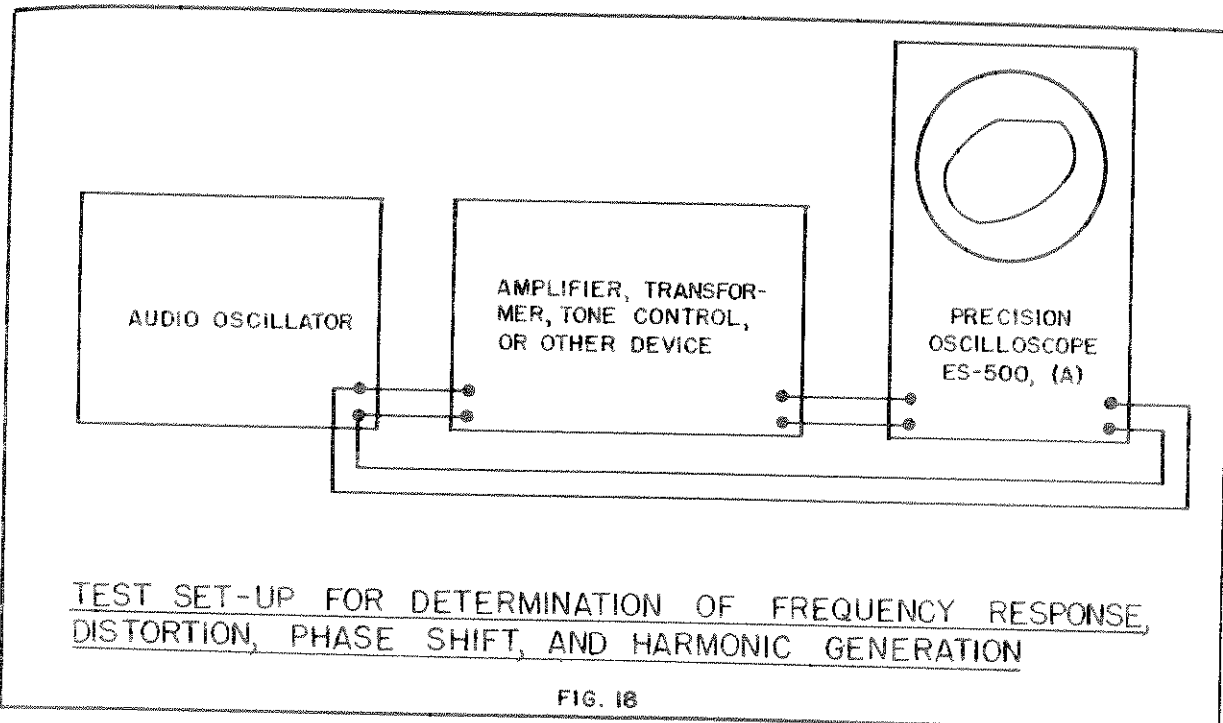 AUDIO OSCILLATOR
AMPLIFIER, TRANSFOR-
MER, TONE CONTROL,
OR OTHER DEVICE
PRECISION
OSCILLOSCOPE
ES-500, (A)
TEST SET-UP FOR DETERMINATION OF FREQUENCY RESPONSE,
DISTORTION, PHASE SHIFT, AND HARMONIC GENERATION
FIG. 18